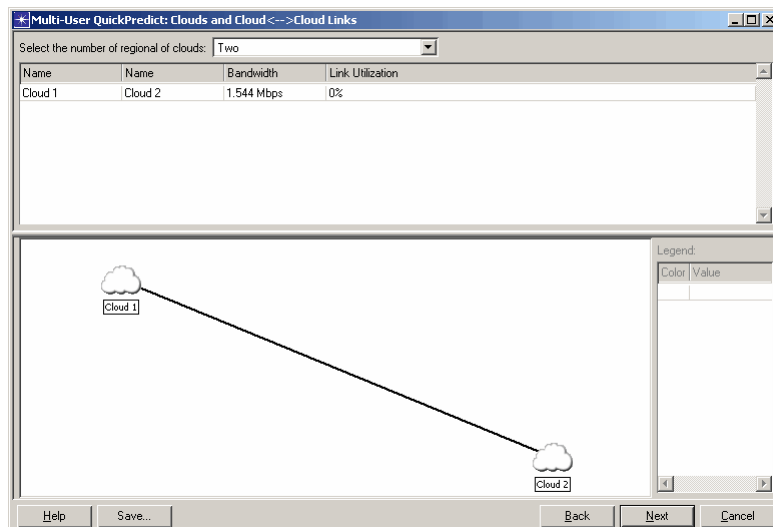 Multi-User QuickPredict: Clouds and Cloud<-->Cloud Links
Select the number of regional of clouds: Two
Name Name Bandwidth Link Utilization
Cloud 1 Cloud 2 1.544 Mbps 0%
Cloud 1
Cloud 2
Legend:
Color Value
Help Save... Back Next Cancel